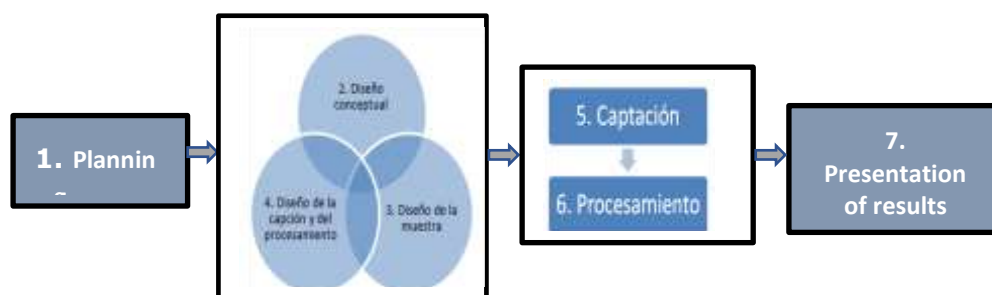 1. Plannin
2. Diseño
conceptual
4. Diseño de la
capción y del
procesamiento
3. Diseño de la
muestra
5. Captación
6. Procesamiento
7.
Presentation
of results